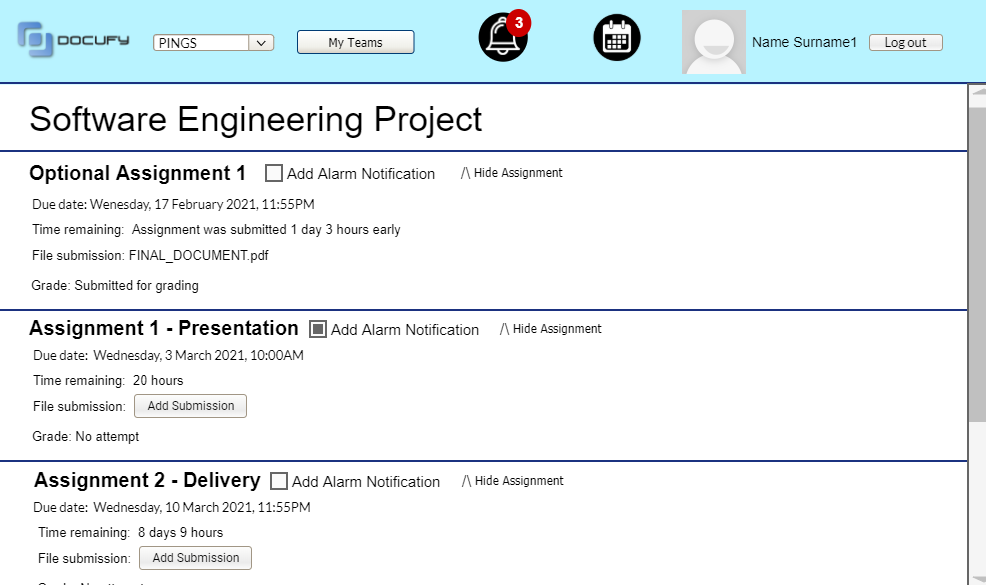 DOCUFY
PINGS
My Teams
3
Name Surname1
Log out
Software Engineering Project
Optional Assignment 1
Add Alarm Notification
/\ Hide Assignment
Due date: Wenesday, 17 February 2021, 11:55PM
Time remaining: Assignment was submitted 1 day 3 hours early
File submission: FINAL_DOCUMENT.pdf
Grade: Submitted for grading
Assignment 1 - Presentation
Add Alarm Notification
/\ Hide Assignment
Due date: Wednesday, 3 March 2021, 10:00AM
Time remaining: 20 hours
File submission: Add Submission
Grade: No attempt
Assignment 2 - Delivery
Add Alarm Notification
/\ Hide Assignment
Due date: Wednesday, 10 March 2021, 11:55PM
Time remaining: 8 days 9 hours
File submission: Add Submission